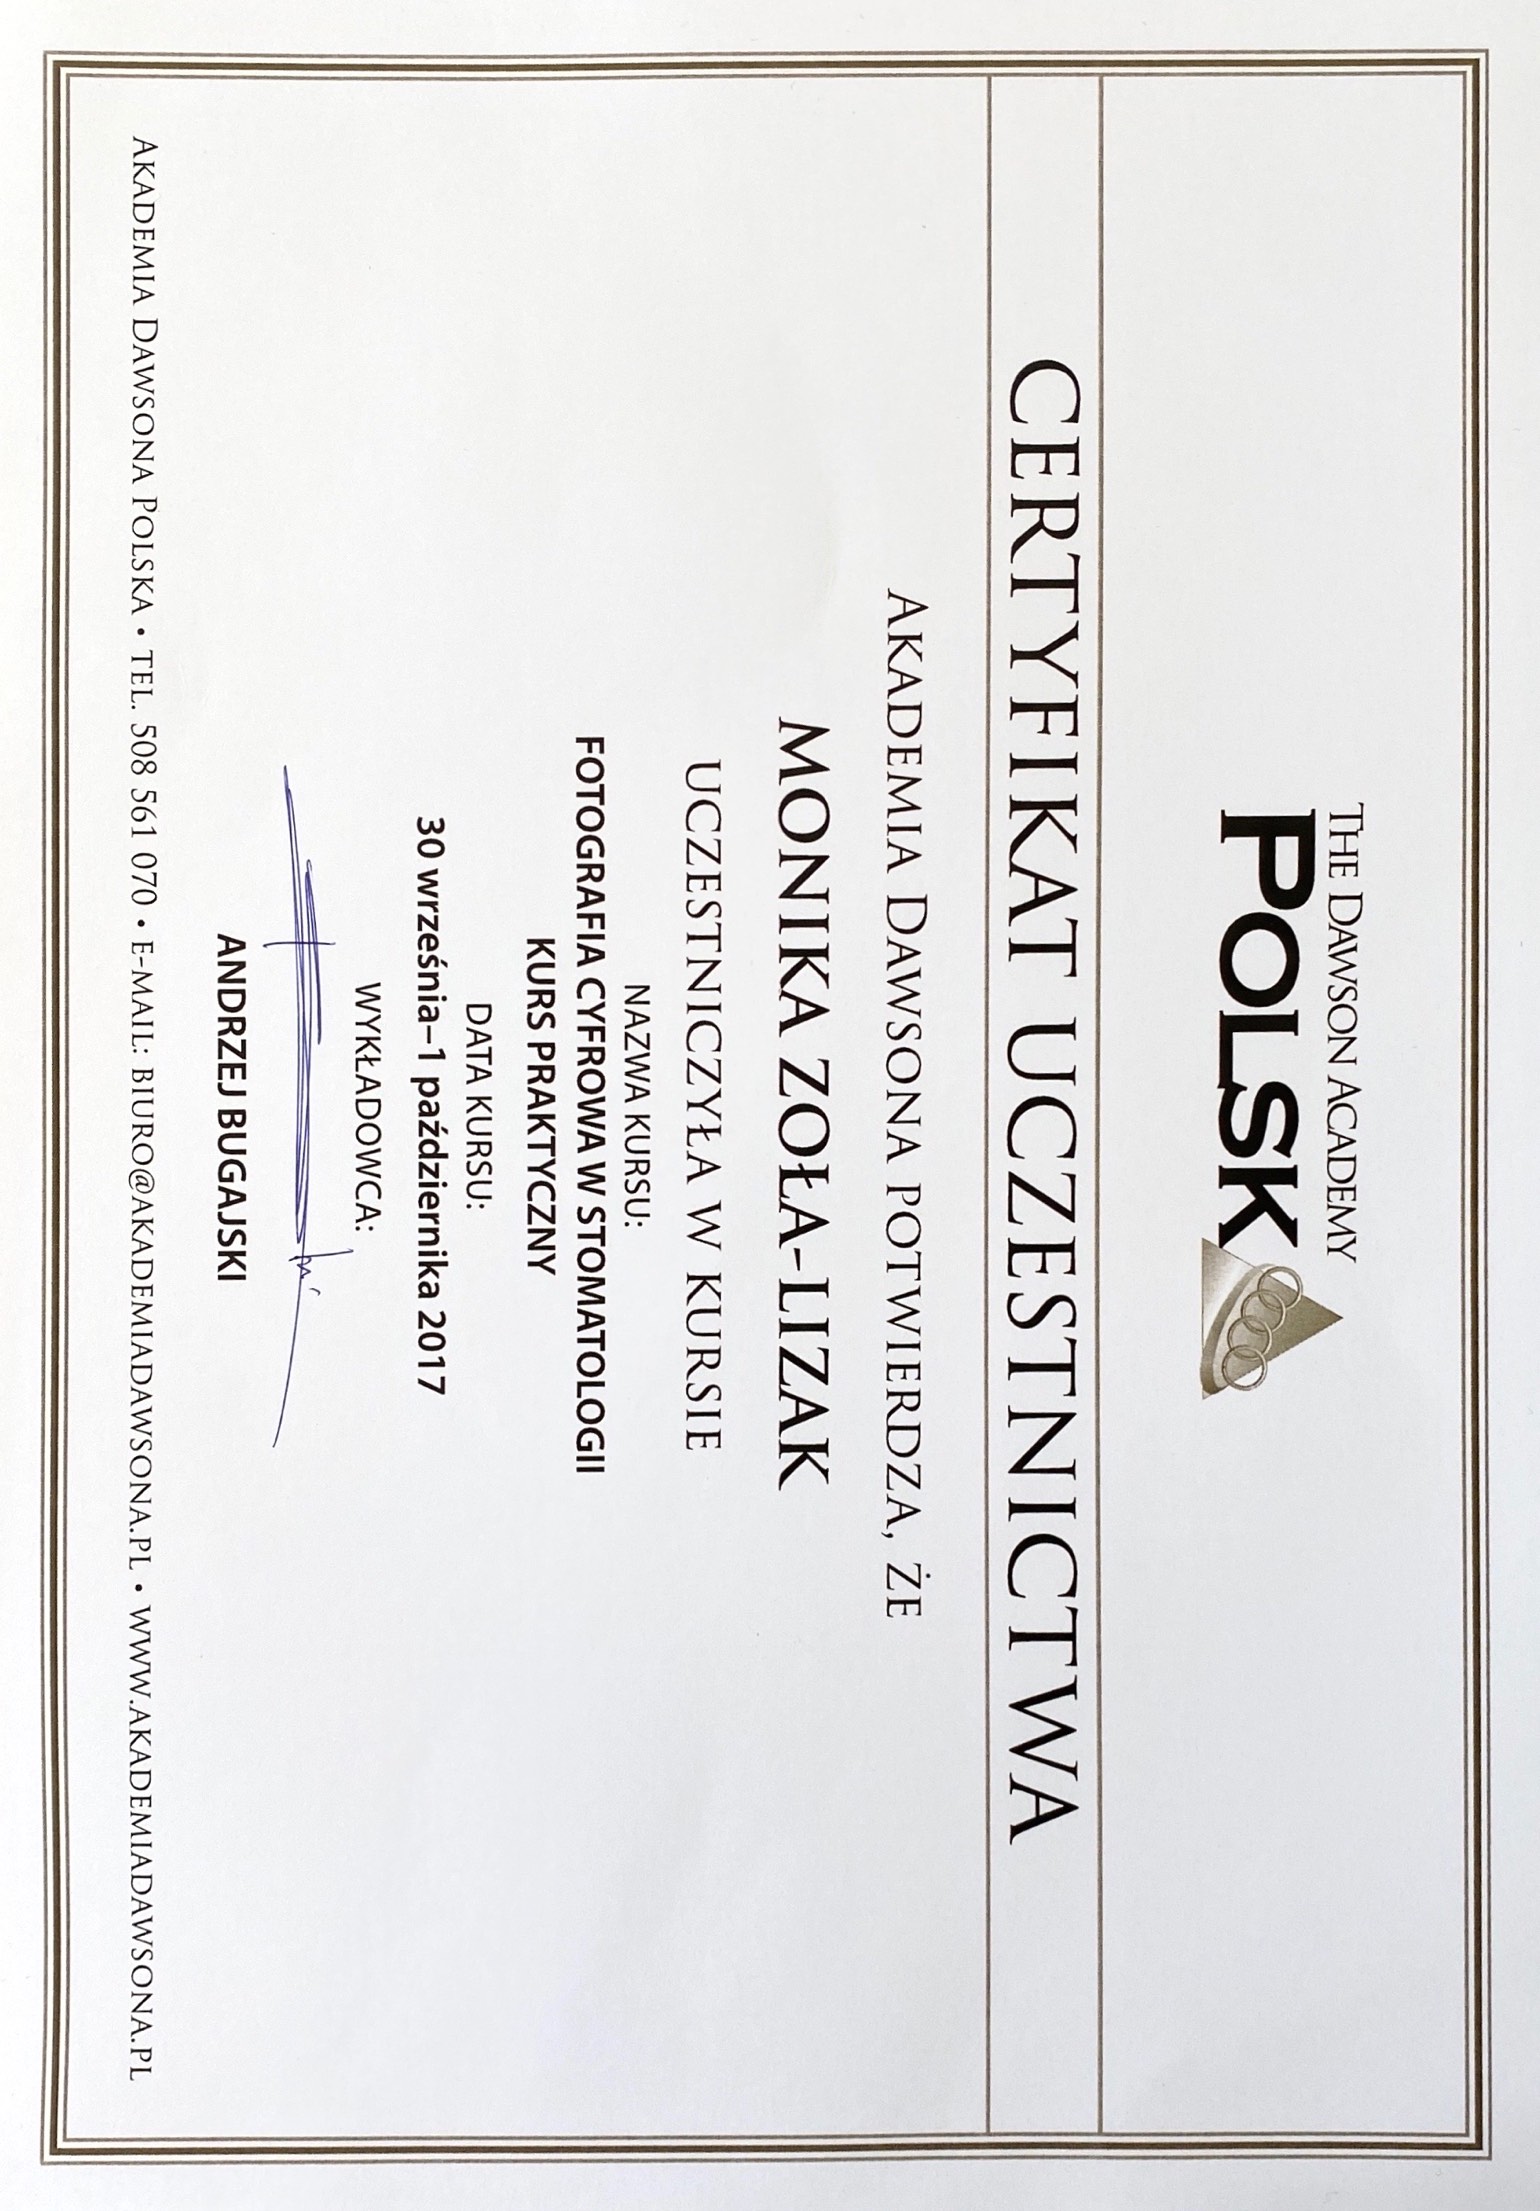 THE DAWSON ACADEMY
POLSK
CERTYFIKAT UCZESTNICTWA
AKADEMIA DAWSONA POTWIERDZA, ŻE
MONIKA ZOŁA-LIZAK
UCZESTNICZYŁA W KURSIE
NAZWA KURSU:
FOTOGRAFIA CYFROWA W STOMATOLOGII
KURS PRAKTYCZNY
DATA KURSU:
30 września–1 października 2017
WYKŁADOWCA:
ANDRZEJ BUGAJSKI
AKADEMIA DAWSONA POLSKA • TEL. 508 561 070 • E-MAIL: BIURO@AKADEMIADAWSONA.PL • WWW.AKADEMIADAWSONA.PL